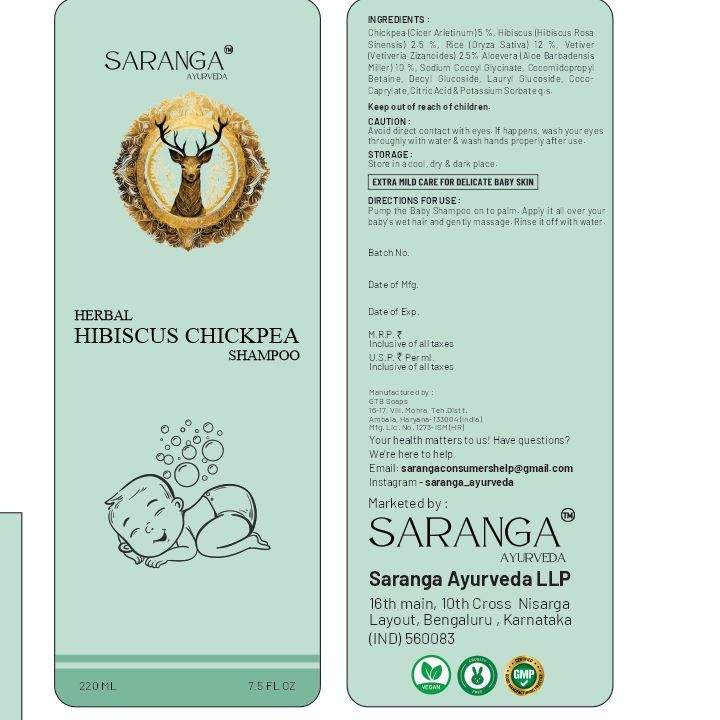 SARANGA™
AYURVEDA
HERBAL
HIBISCUS CHICKPEA
SHAMPOO
220 ML 7.5 FL OZ
INGREDIENTS :
Chickpea (Cicer Arietinum) 5 %, Hibiscus (Hibiscus Rosa
Sinensis) 2.5 %, Rice (Oryza Sativa) 12 %, Vetiver
(Vetiveria Zizanoides) 2.5% Aloevera (Aloe Barbadensis
Miller) 10 %, Sodium Cocoyl Glycinate, Cocomidopropyl
Betaine, Decyl Glucoside, Lauryl Glucoside, Coco-
Caprylate, Citric Acid & Potassium Sorbate q.s.
Keep out of reach of children.
CAUTION :
Avoid direct contact with eyes. If happens, wash your eyes
throughly with water & wash hands properly after use.
STORAGE :
Store in a cool, dry & dark place.
EXTRA MILD CARE FOR DELICATE BABY SKIN
DIRECTIONS FOR USE :
Pump the Baby Shampoo on to palm. Apply it all over your
baby's wet hair and gently massage. Rinse it off with water.
Batch No.
Date of Mfg.
Date of Exp.
M.R.P. ₹
Inclusive of all taxes
U.S.P. ₹ Per ml.
Inclusive of all taxes
Manufactured by :
GTB Soaps
16-17, Vill. Mohra, Teh.Distt.
Ambala, Haryana-133004 (India)
Mfg. Lic. No. 1273-ISM (HR)
Your health matters to us! Have questions?
We're here to help.
Email: sarangaconsumershelp@gmail.com
Instagram - saranga_ayurveda
Marketed by :
SARANGA™
AYURVEDA
Saranga Ayurveda LLP
16th main, 10th Cross Nisarga
Layout, Bengaluru , Karnataka
(IND) 560083
VEGAN
CRUELTY
FREE
CERTIFIED
GMP
GOOD MANUFACTURING PRACTICE